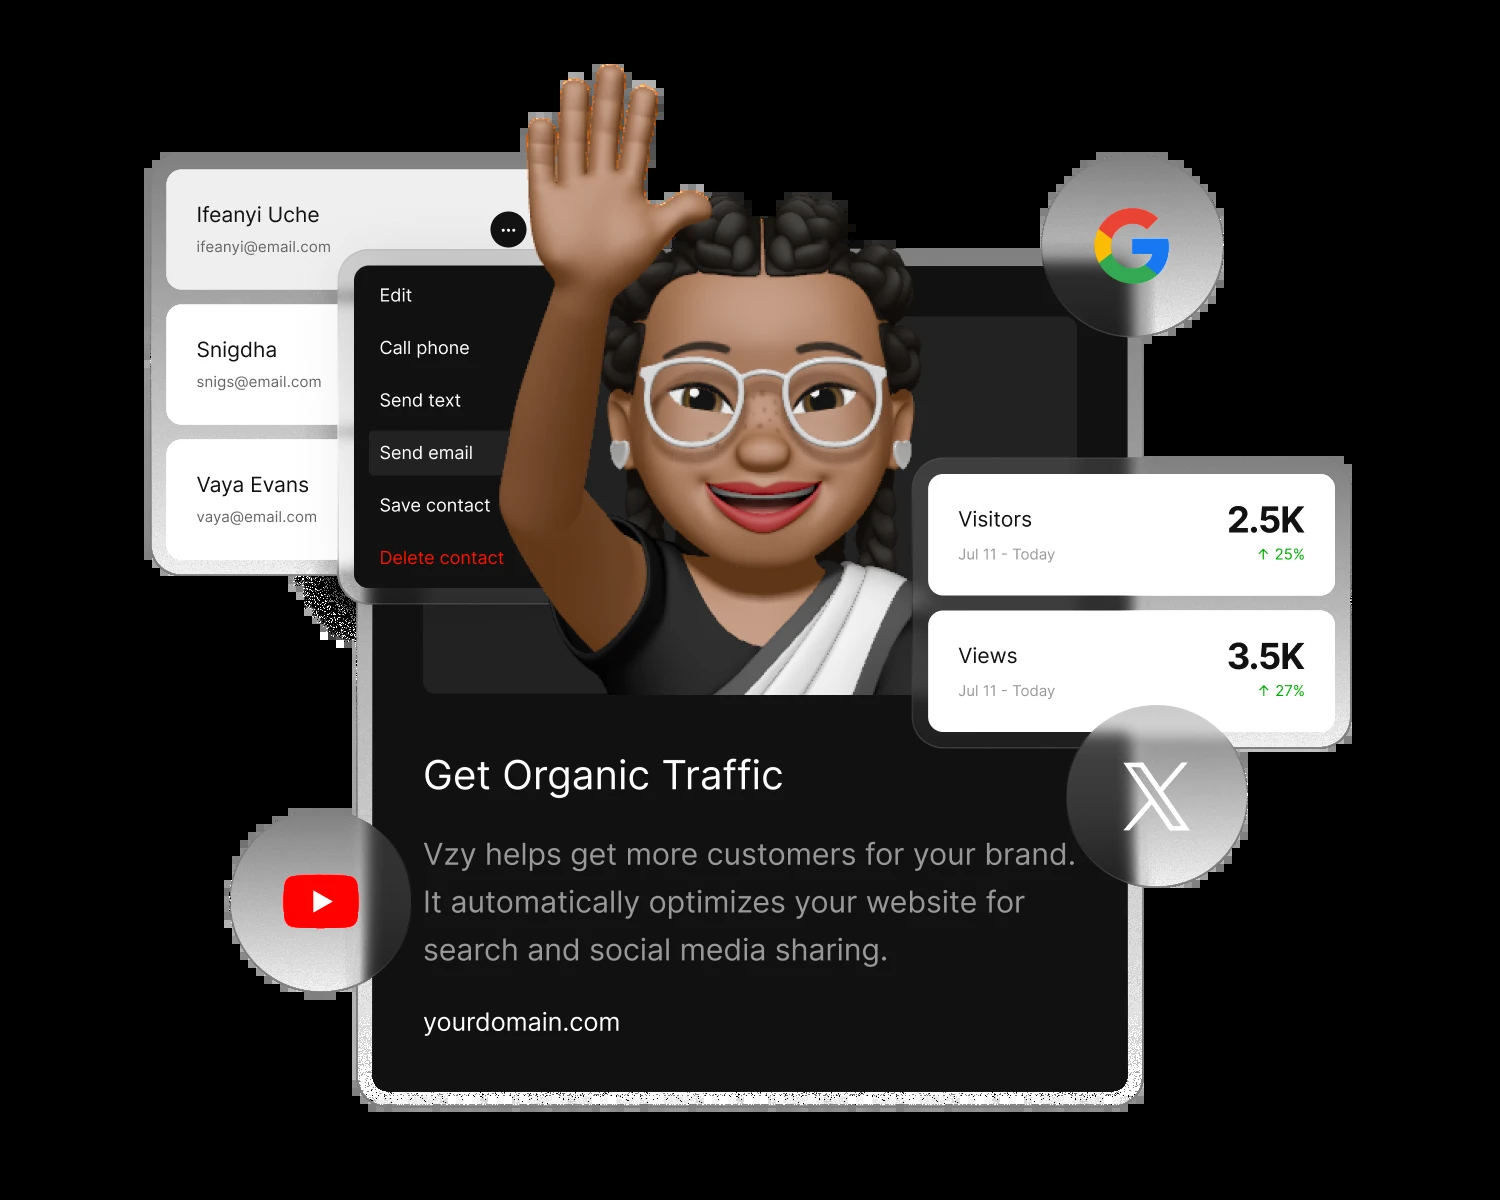 Ifeanyi Uche
ifeanyi@email.com
Snigdha
snigs@email.com
Vaya Evans
vaya@email.com
Edit
Call phone
Send text
Send email
Save contact
Delete contact
Visitors
2.5K
Jul 11 - Today
↑ 25%
Views
3.5K
Jul 11 - Today
↑ 27%
Get Organic Traffic
Vzy helps get more customers for your brand.
It automatically optimizes your website for
search and social media sharing.
yourdomain.com